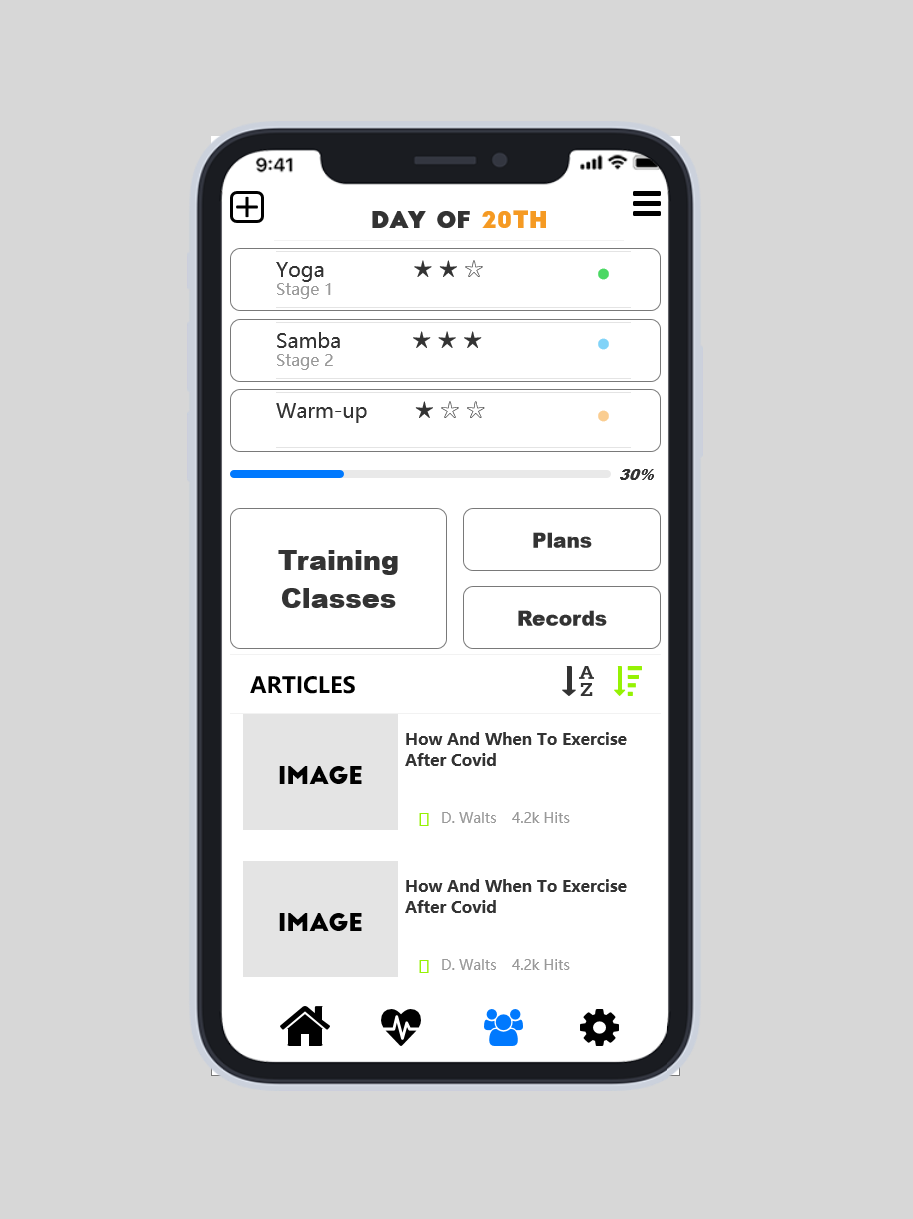 9:41
DAY OF 20TH
Yoga ★ ★ ☆
Stage 1
Samba ★ ★ ★
Stage 2
Warm-up ★ ☆ ☆
30%
Training
Classes
Plans
Records
ARTICLES
A
Z
IMAGE
How And When To Exercise
After Covid
D. Walts 4.2k Hits
IMAGE
How And When To Exercise
After Covid
D. Walts 4.2k Hits